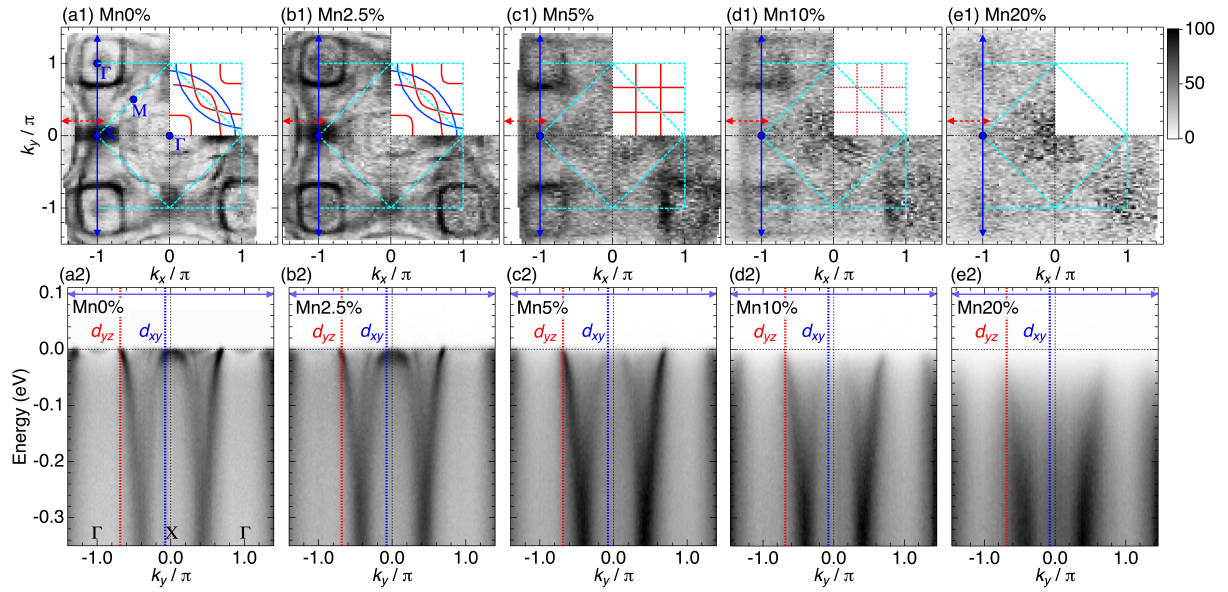 (a1) Mn0%
(b1) Mn2.5%
(c1) Mn5%
(d1) Mn10%
(e1) Mn20%
1
0
-1
k_y / π
Γ
M
Γ
100
50
0
-1 0 1
-1 0 1
-1 0 1
-1 0 1
-1 0 1
(a2) k_x / π
(b2) k_x / π
(c2) k_x / π
(d2) k_x / π
(e2) k_x / π
0.1
0.0
-0.1
-0.2
-0.3
Energy (eV)
Mn0%
d_yz d_xy
Γ X Γ
Mn2.5%
d_yz d_xy
Mn5%
d_yz d_xy
Mn10%
d_yz d_xy
Mn20%
d_yz d_xy
-1.0 0.0 1.0
-1.0 0.0 1.0
-1.0 0.0 1.0
-1.0 0.0 1.0
-1.0 0.0 1.0
k_y / π
k_y / π
k_y / π
k_y / π
k_y / π